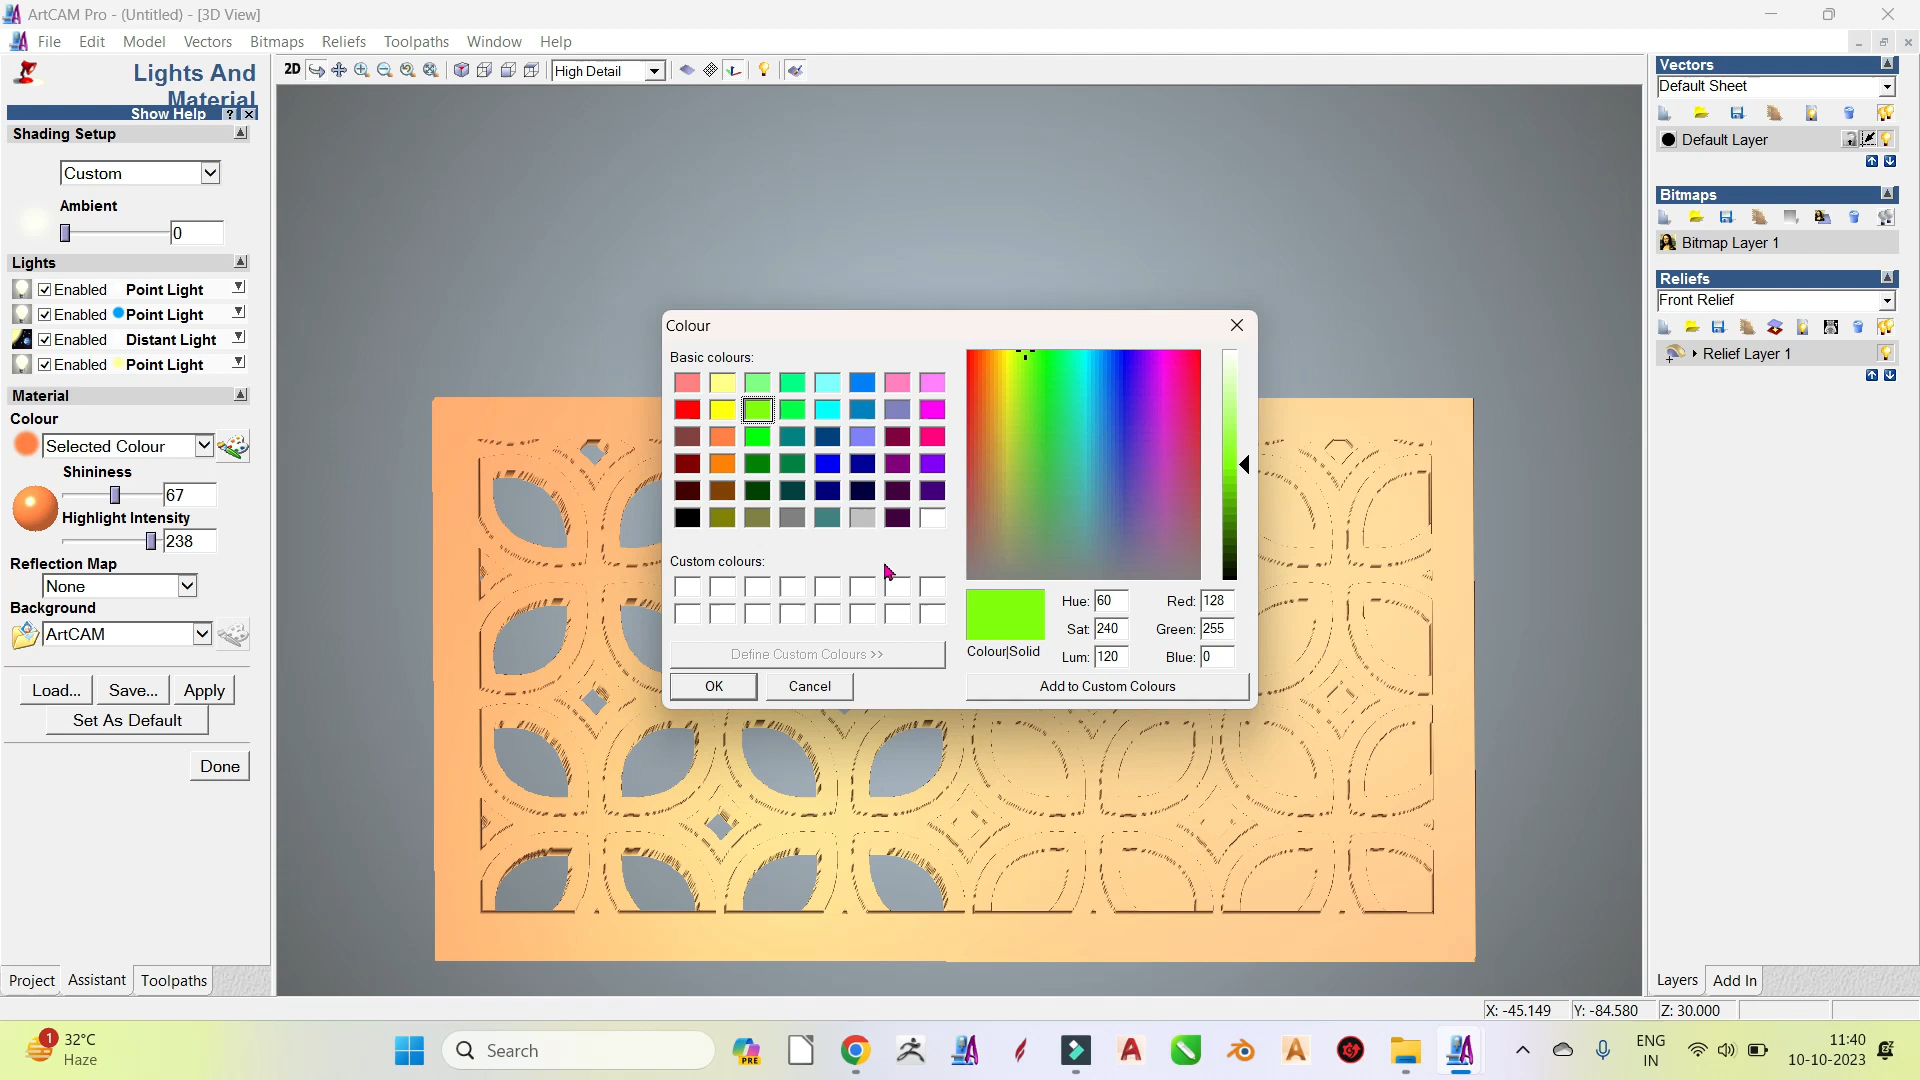 ArtCAM Pro - (Untitled) - [3D View]
File Edit Model Vectors Bitmaps Reliefs Toolpaths Window Help
Lights And
Material
Show Help ? ×
Shading Setup
Custom
Ambient
0
Lights
Enabled Point Light
Enabled Point Light
Enabled Distant Light
Enabled Point Light
Material
Colour
Selected Colour
Shininess
67
Highlight Intensity
238
Reflection Map
None
Background
ArtCAM
Load... Save... Apply
Set As Default
Done
Project Assistant Toolpaths
2D High Detail
Colour
Basic colours:
Custom colours:
Define Custom Colours >>
OK Cancel
Colour|Solid
Hue: 60 Red: 128
Sat: 240 Green: 255
Lum: 120 Blue: 0
Add to Custom Colours
Vectors
Default Sheet
Default Layer
Bitmaps
Bitmap Layer 1
Reliefs
Front Relief
Relief Layer 1
Layers Add In
X: -45.149 Y: -84.580 Z: 30.000
1
32°C
Haze
Search
PRE
ENG
IN
11:40
10-10-2023